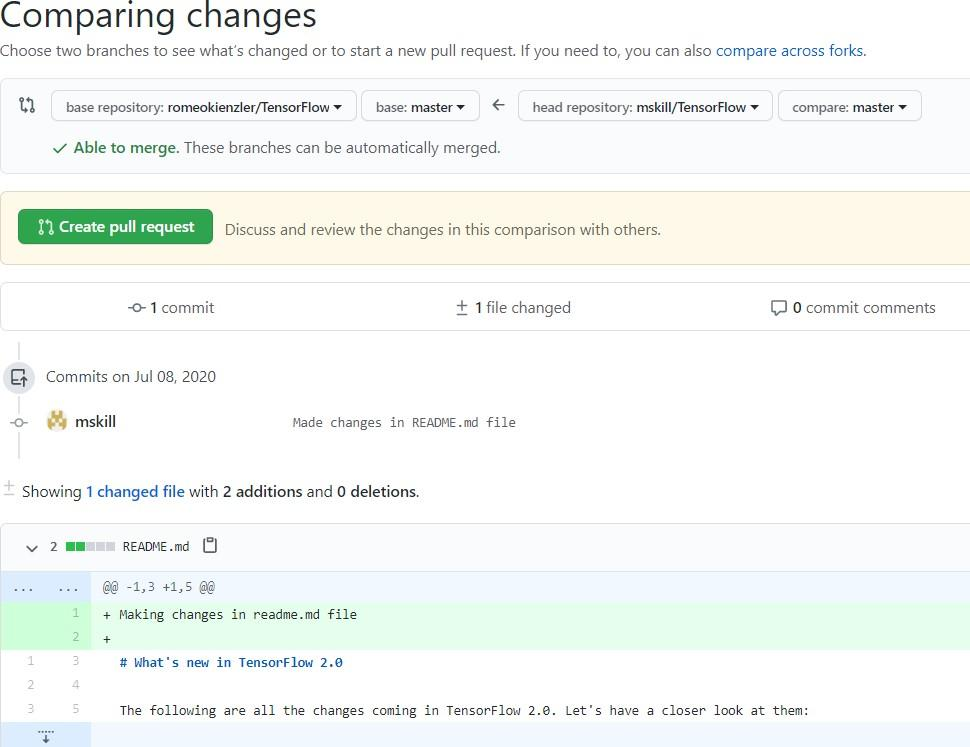 Comparing changes
Choose two branches to see what's changed or to start a new pull request. If you need to, you can also compare across forks.
base repository: romeokienzler/TensorFlow base: master head repository: mskill/TensorFlow compare: master
Able to merge. These branches can be automatically merged.
Create pull request Discuss and review the changes in this comparison with others.
1 commit 1 file changed 0 commit comments
Commits on Jul 08, 2020
mskill Made changes in README.md file
Showing 1 changed file with 2 additions and 0 deletions.
2 README.md
... ... @@ -1,3 +1,5 @@
1 + Making changes in readme.md file
2 +
1 3 # What's new in TensorFlow 2.0
2 4
3 5 The following are all the changes coming in TensorFlow 2.0. Let's have a closer look at them: